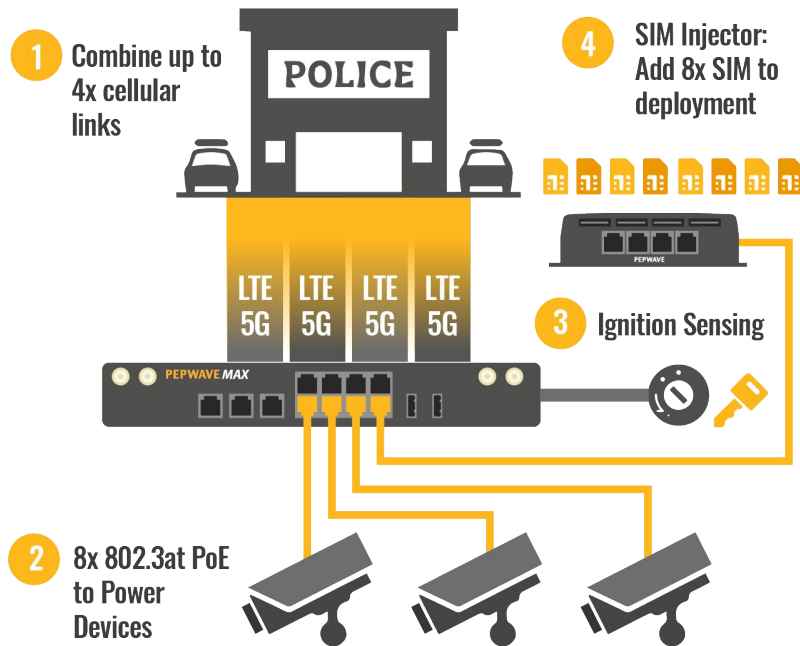 1
Combine up to
4x cellular
links
POLICE
4
SIM Injector:
Add 8x SIM to
deployment
PEPWAVE
LTE
5G
LTE
5G
LTE
5G
LTE
5G
3
Ignition Sensing
PEPWAVE MAX
2
8x 802.3at PoE
to Power
Devices